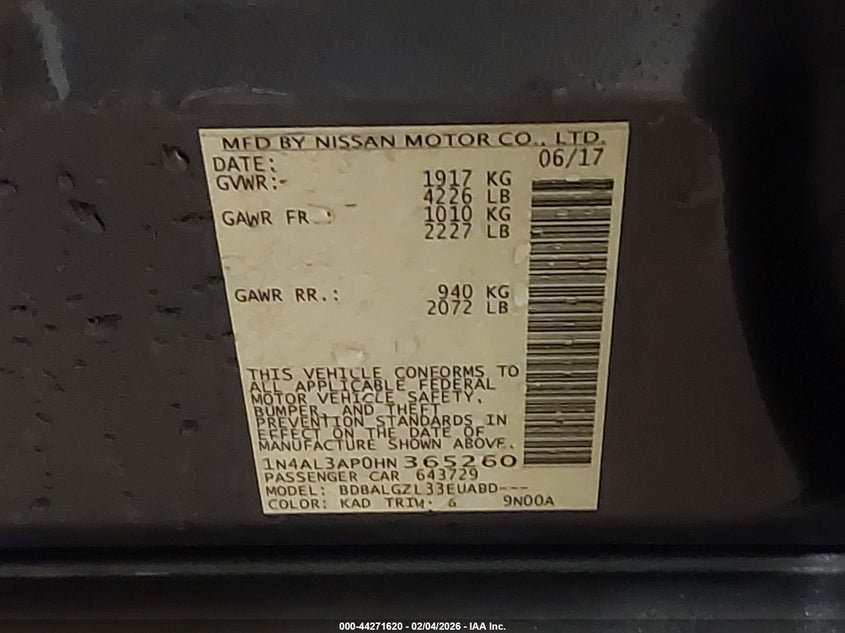 MFD BY NISSAN MOTOR CO., LTD.
DATE: 06/17
GVWR:- 1917 KG
4226 LB
GAWR FR : 1010 KG
2227 LB
GAWR RR.: 940 KG
2072 LB
THIS VEHICLE CONFORMS TO
ALL APPLICABLE FEDERAL
MOTOR VEHICLE SAFETY,
BUMPER, AND THEFT
PREVENTION STANDARDS IN
EFFECT ON THE DATE OF
MANUFACTURE SHOWN ABOVE.
1N4AL3AP0HN365260
PASSENGER CAR 643729
MODEL: BDBALGZL33EUABD---
COLOR: KAD TRIM: 6 9N00A
000-44271620 - 02/04/2026 - IAA Inc.